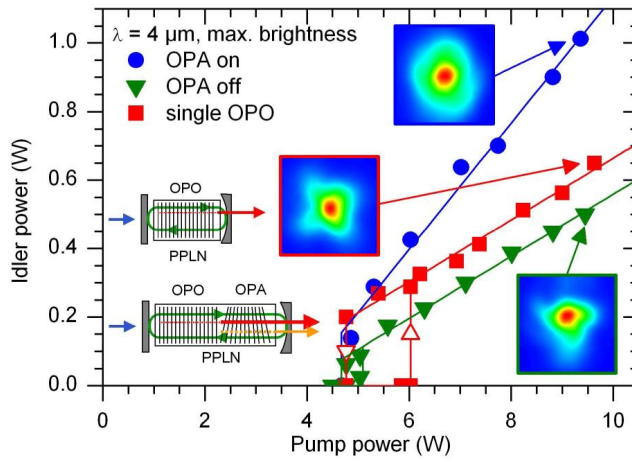 λ = 4 µm, max. brightness
OPA on
OPA off
single OPO
OPO
PPLN
OPO OPA
PPLN
Idler power (W)
1.0
0.8
0.6
0.4
0.2
0.0
0 2 4 6 8 10
Pump power (W)